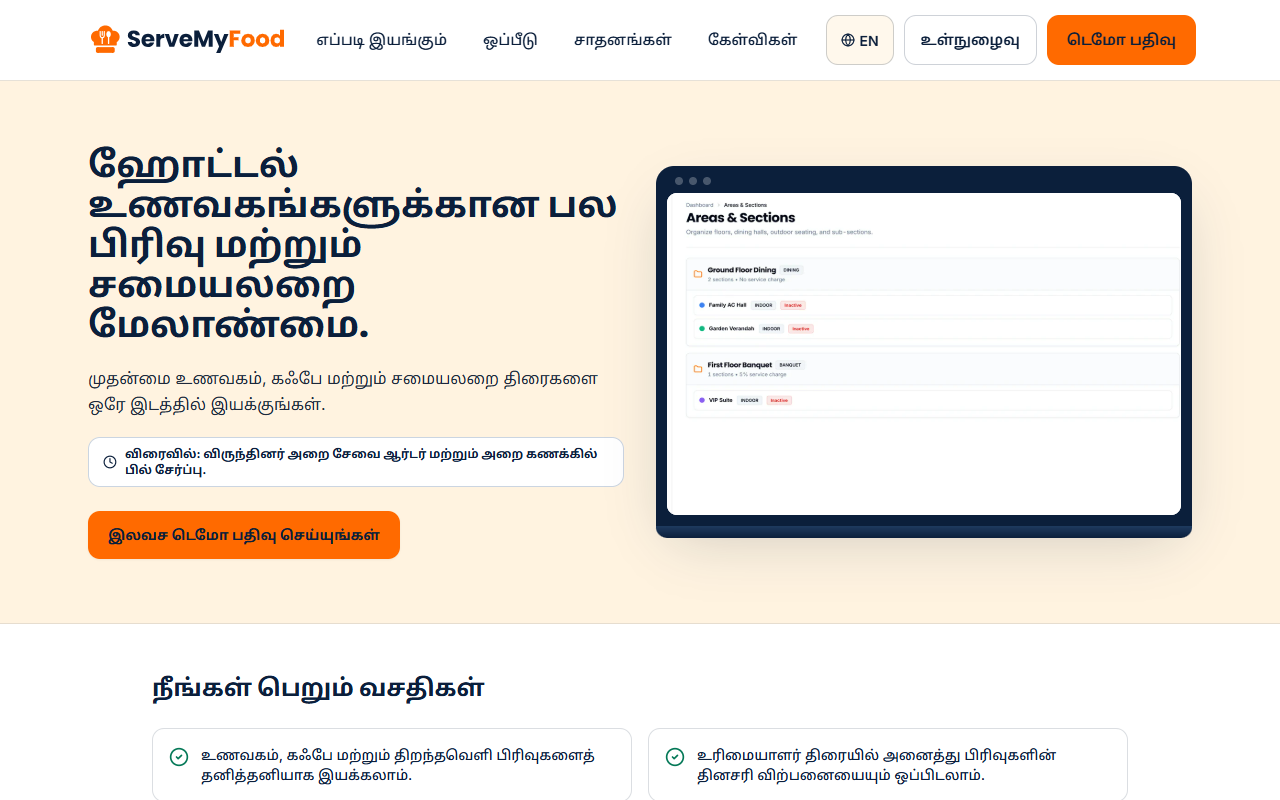 ServeMyFood
எப்படி இயங்கும்
ஒப்பீடு
சாதனங்கள்
கேள்விகள்
EN
உள்நுழைவு
டெமோ பதிவு
ஹோட்டல்
உணவகங்களுக்கான பல
பிரிவு மற்றும்
சமையலறை
மேலாண்மை.
முதன்மை உணவகம், கஃபே மற்றும் சமையலறை திரைகளை
ஒரே இடத்தில் இயக்குங்கள்.
விரைவில்: விருந்தினர் அறை சேவை ஆர்டர் மற்றும் அறை கணக்கில்
பில் சேர்ப்பு.
இலவச டெமோ பதிவு செய்யுங்கள்
Dashboard › Areas & Sections
Areas & Sections
Organize floors, dining halls, outdoor seating, and sub-sections.
Ground Floor Dining DINING
2 sections • No service charge
Family AC Hall INDOOR Inactive
Garden Verandah INDOOR Inactive
First Floor Banquet BANQUET
1 sections • 5% service charge
VIP Suite INDOOR Inactive
நீங்கள் பெறும் வசதிகள்
உணவகம், கஃபே மற்றும் திறந்தவெளி பிரிவுகளைத்
தனித்தனியாக இயக்கலாம்.
உரிமையாளர் திரையில் அனைத்து பிரிவுகளின்
தினசரி விற்பனையையும் ஒப்பிடலாம்.